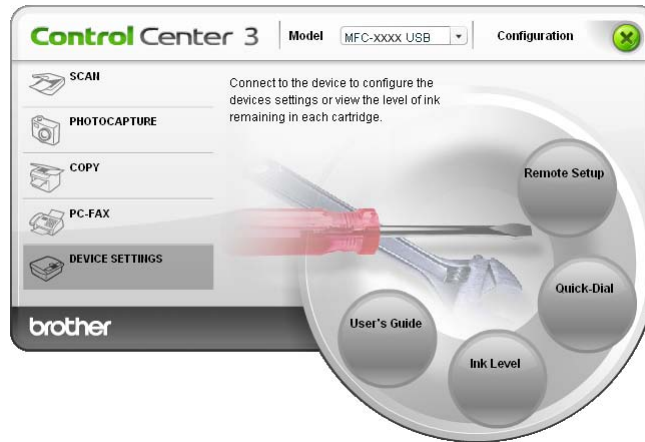 Control Center 3
Model
MFC-XXXX USB
Configuration
SCAN
PHOTOCAPTURE
COPY
PC-FAX
DEVICE SETTINGS
Connect to the device to configure the
devices settings or view the level of ink
remaining in each cartridge.
Remote Setup
Quick-Dial
Ink Level
User's Guide
brother